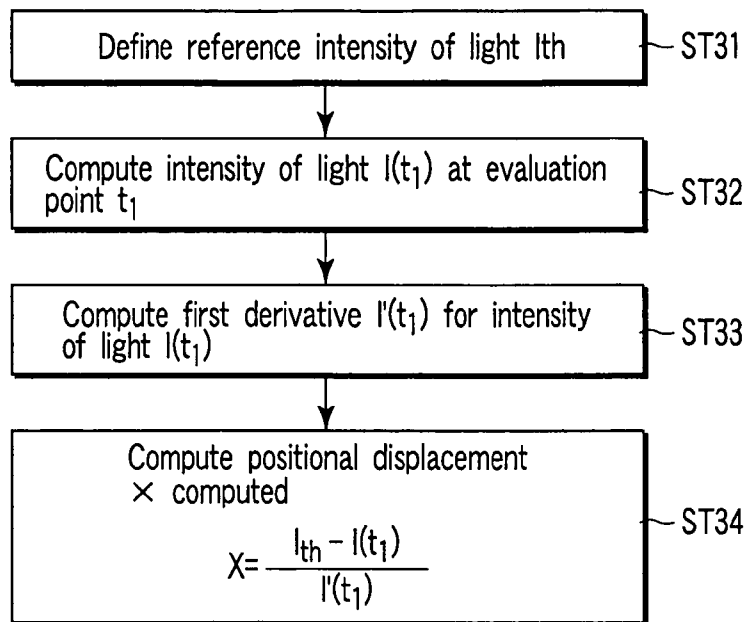 Define reference intensity of light Ith
ST31
Compute intensity of light I(t₁) at evaluation
point t₁
ST32
Compute first derivative I'(t₁) for intensity
of light I(t₁)
ST33
Compute positional displacement
× computed
X= (I_th − I(t₁)) / I'(t₁)
ST34